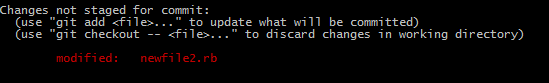 Changes not staged for commit:
(use "git add <file>..." to update what will be committed)
(use "git checkout -- <file>..." to discard changes in working directory)
modified: newfile2.rb